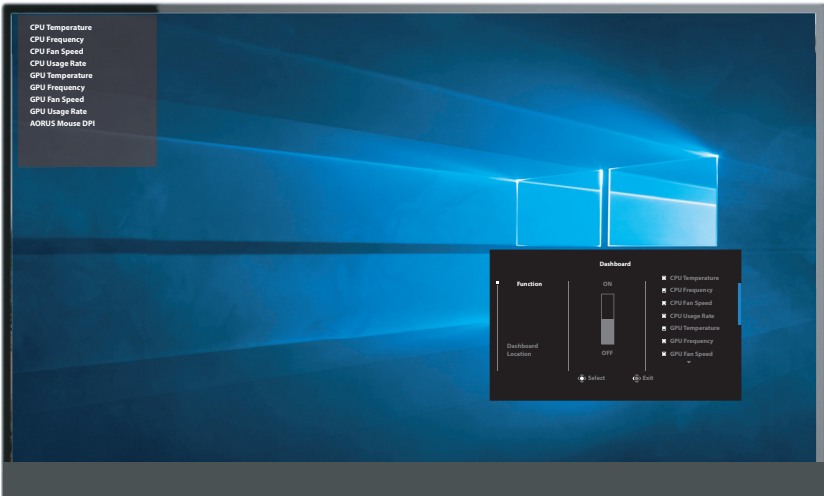 CPU Temperature
CPU Frequency
CPU Fan Speed
CPU Usage Rate
GPU Temperature
GPU Frequency
GPU Fan Speed
GPU Usage Rate
AORUS Mouse DPI
Dashboard
Function
Dashboard
Location
ON
OFF
CPU Temperature
CPU Frequency
CPU Fan Speed
CPU Usage Rate
GPU Temperature
GPU Frequency
GPU Fan Speed
Select
Exit